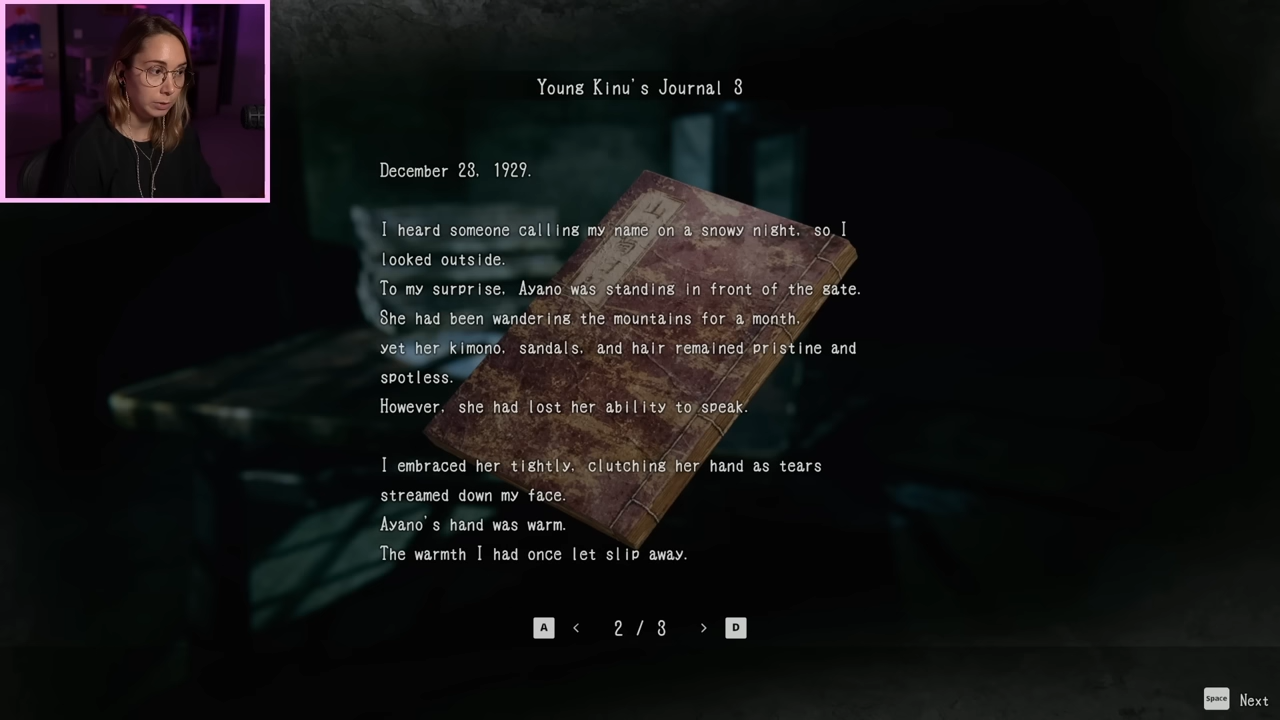 Young Kinu's Journal 3
December 23, 1929.
I heard someone calling my name on a snowy night, so I
looked outside.
To my surprise, Ayano was standing in front of the gate.
She had been wandering the mountains for a month,
yet her kimono, sandals, and hair remained pristine and
spotless.
However, she had lost her ability to speak.
I embraced her tightly, clutching her hand as tears
streamed down my face.
Ayano's hand was warm.
The warmth I had once let slip away.
A < 2 / 3 > D
Space Next